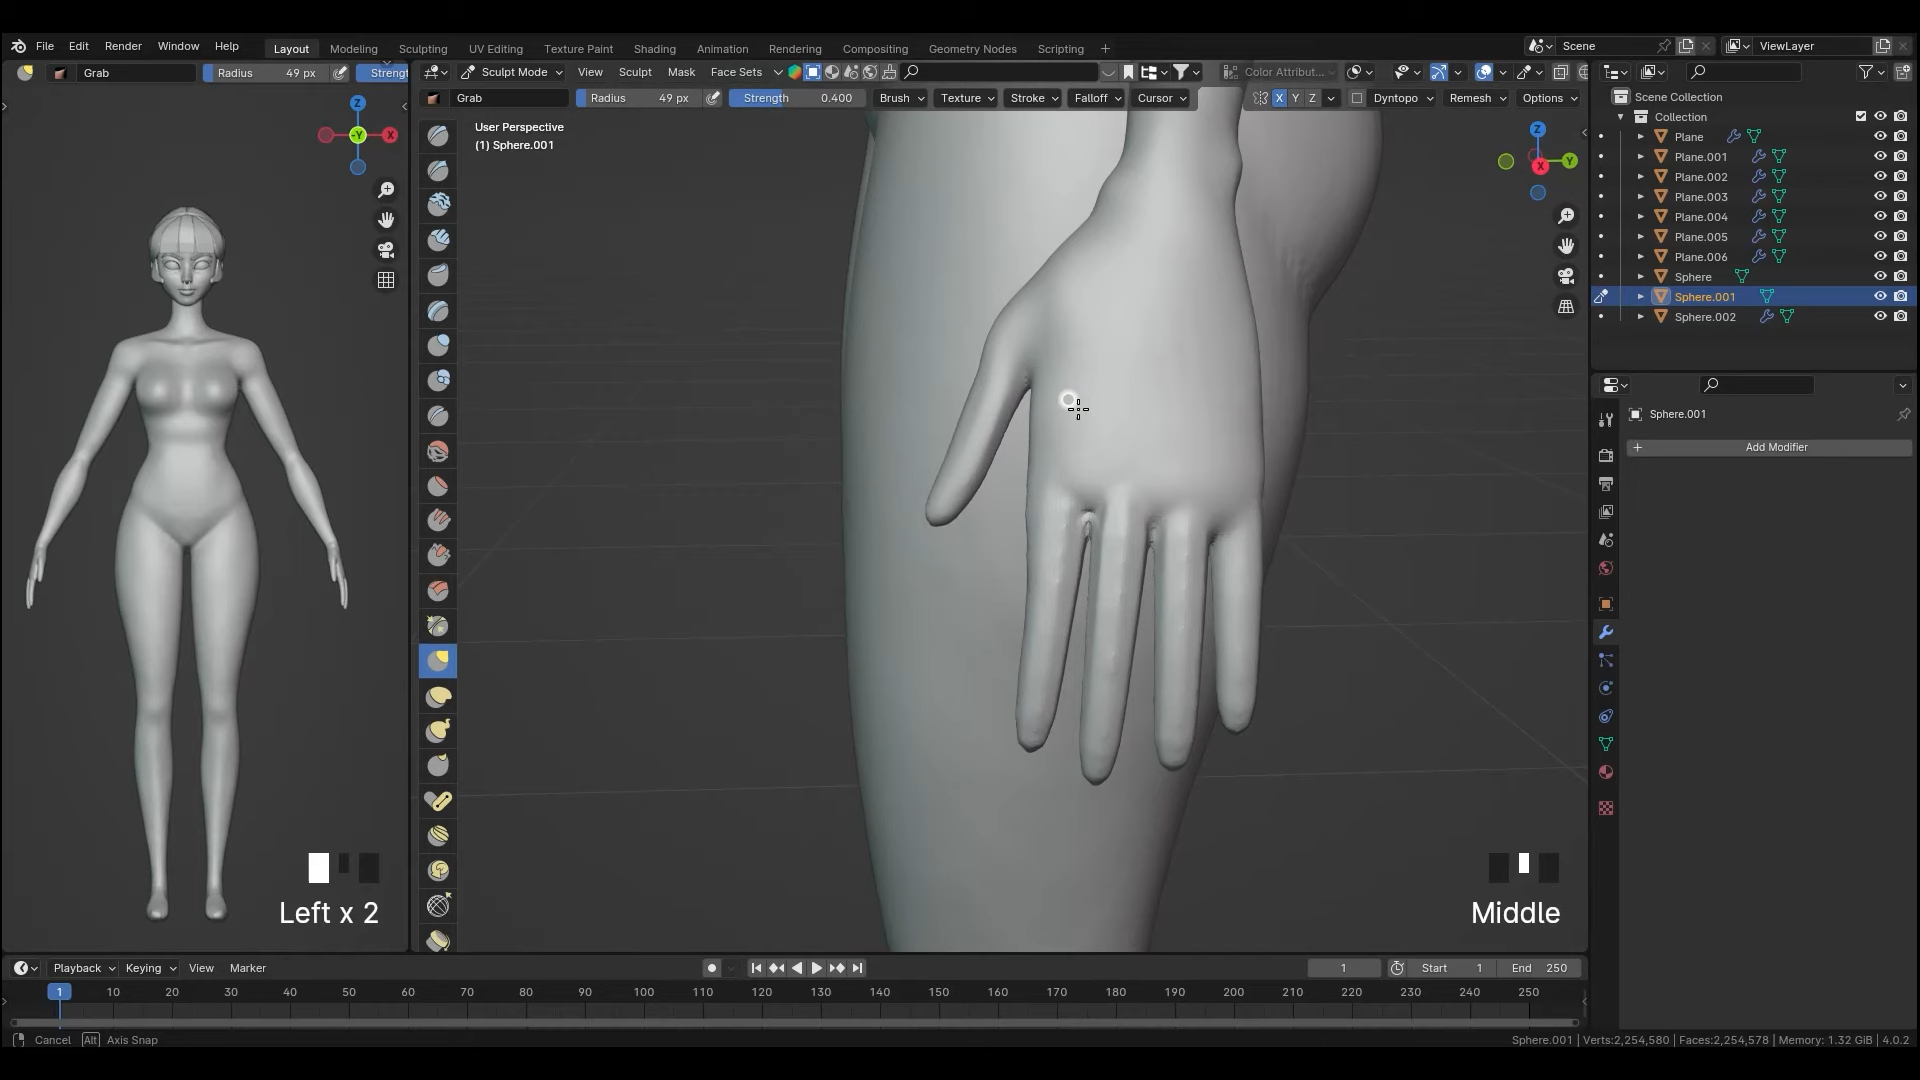 File Edit Render Window Help Layout Modeling Sculpting UV Editing Texture Paint Shading Animation Rendering Compositing Geometry Nodes Scripting + Scene ViewLayer
Grab Radius 49 px Strengt Sculpt Mode View Sculpt Mask Face Sets Color Attribut...
Grab Radius 49 px Strength 0.400 Brush Texture Stroke Falloff Cursor X Y Z Dyntopo Remesh Options
Scene Collection
Collection
Plane
Plane.001
Plane.002
Plane.003
Plane.004
Plane.005
Plane.006
Sphere
Sphere.001
Sphere.002
Z
-Y X
User Perspective
(1) Sphere.001
Z
X Y
Sphere.001
+ Add Modifier
Left x 2
Middle
Playback Keying View Marker 1 Start 1 End 250
1 10 20 30 40 50 60 70 80 90 100 110 120 130 140 150 160 170 180 190 200 210 220 230 240 250
Cancel Alt Axis Snap Sphere.001 | Verts:2,254,580 | Faces:2,254,578 | Memory: 1.32 GiB | 4.0.2